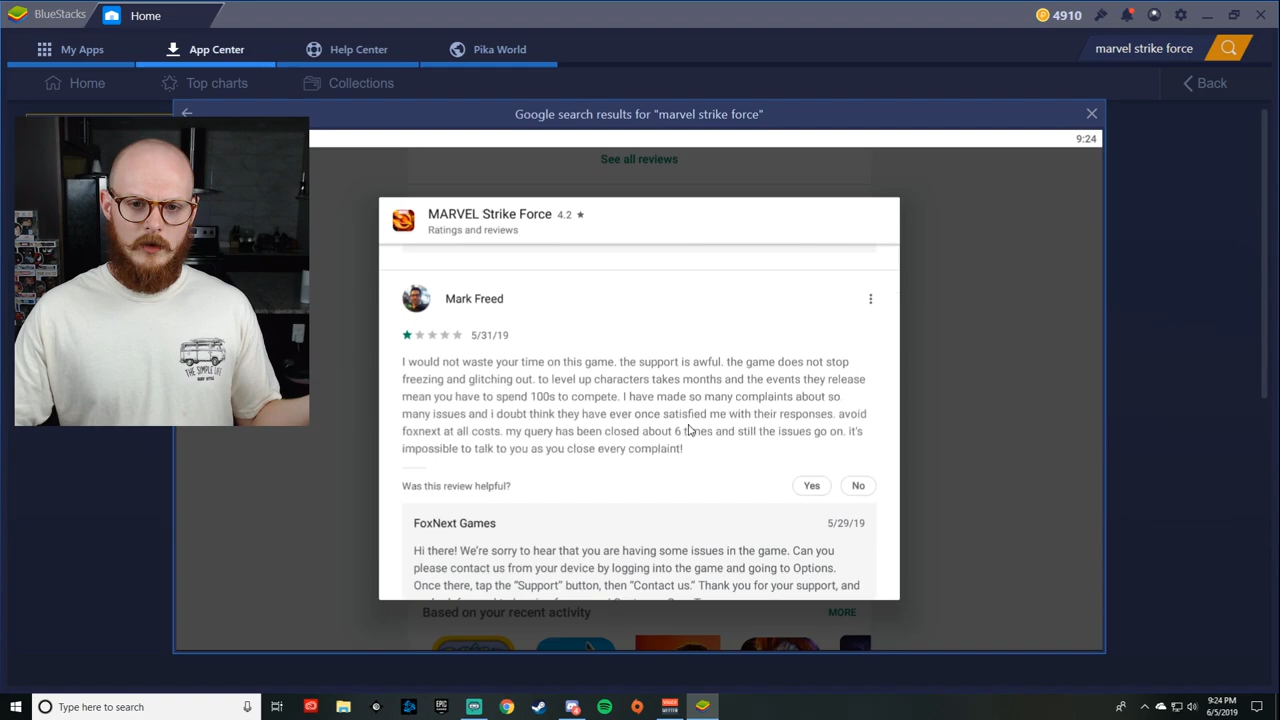 BlueStacks
Home
4910
My Apps
App Center
Help Center
Pika World
marvel strike force
Home
Top charts
Collections
Back
Google search results for "marvel strike force"
9:24
See all reviews
MARVEL Strike Force 4.2 ★
Ratings and reviews
Mark Freed
5/31/19
I would not waste your time on this game. the support is awful. the game does not stop
freezing and glitching out. to level up characters takes months and the events they release
mean you have to spend 100s to compete. I have made so many complaints about so
many issues and i doubt think they have ever once satisfied me with their responses. avoid
foxnext at all costs. my query has been closed about 6 times and still the issues go on. it's
impossible to talk to you as you close every complaint!
Was this review helpful?
Yes
No
FoxNext Games
5/29/19
Hi there! We're sorry to hear that you are having some issues in the game. Can you
please contact us from your device by logging into the game and going to Options.
Once there, tap the "Support" button, then "Contact us." Thank you for your support, and
Based on your recent activity
MORE
THE SIMPLE LIFE
Type here to search
EPIC
9:24 PM
6/5/2019